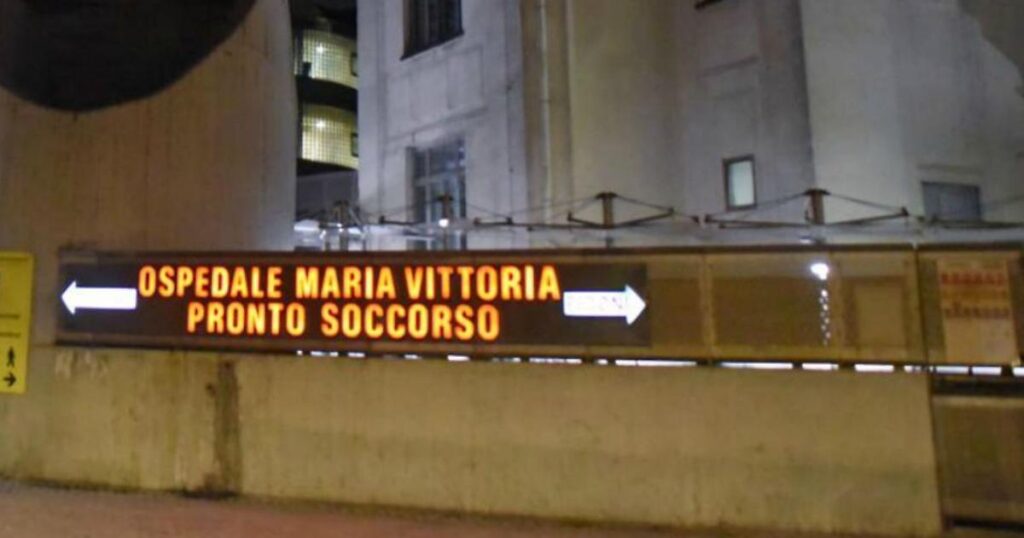 OSPEDALE MARIA VITTORIA
PRONTO SOCCORSO